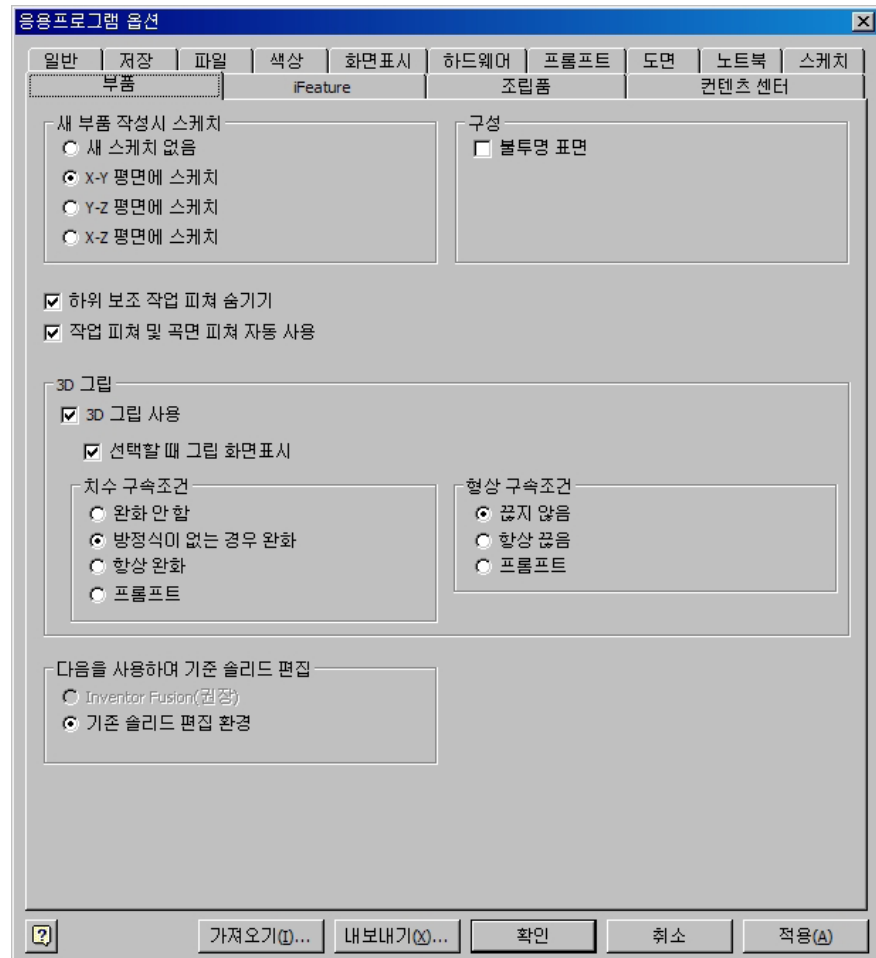 응용프로그램 옵션
일반 저장 파일 색상 화면표시 하드웨어 프롬프트 도면 노트북 스케치
부품 iFeature 조립품 컨텐츠 센터
새 부품 작성시 스케치
새 스케치 없음
X-Y 평면에 스케치
Y-Z 평면에 스케치
X-Z 평면에 스케치
구성
불투명 표면
하위 보조 작업 피쳐 숨기기
작업 피쳐 및 곡면 피쳐 자동 사용
3D 그립
3D 그립 사용
선택할 때 그립 화면표시
치수 구속조건
완화 안 함
방정식이 없는 경우 완화
항상 완화
프롬프트
형상 구속조건
끊지 않음
항상 끊음
프롬프트
다음을 사용하여 기준 솔리드 편집
Inventor Fusion(권장)
기존 솔리드 편집 환경
가져오기(I)... 내보내기(X)... 확인 취소 적용(A)